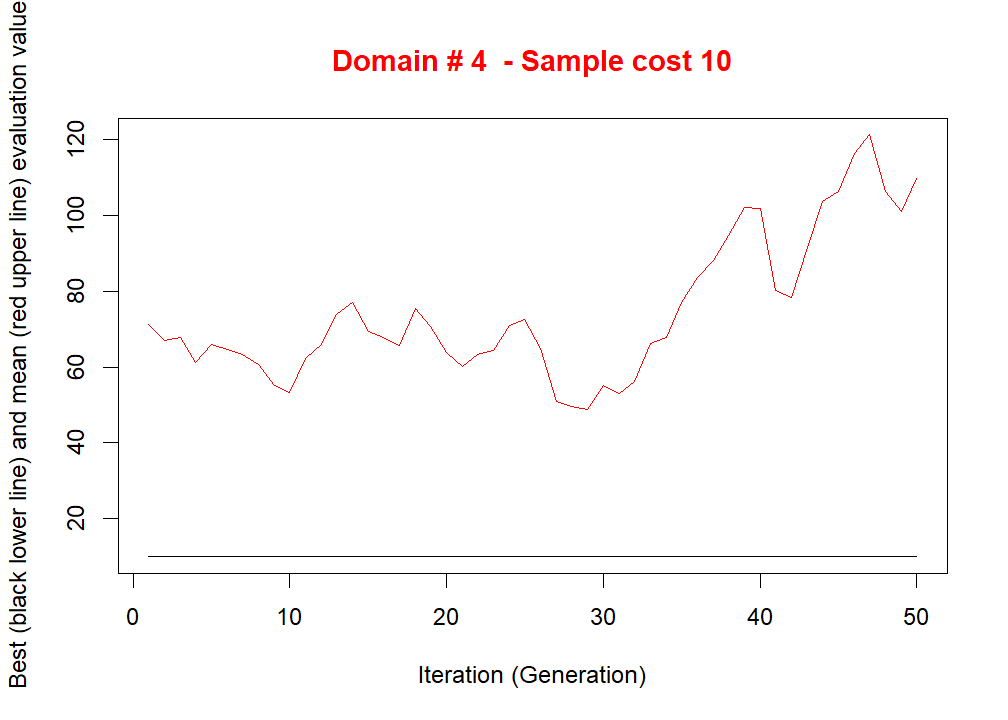 Domain # 4  - Sample cost 10
Best (black lower line) and mean (red upper line) evaluation value
120
100
80
60
40
20
0 10 20 30 40 50
Iteration (Generation)